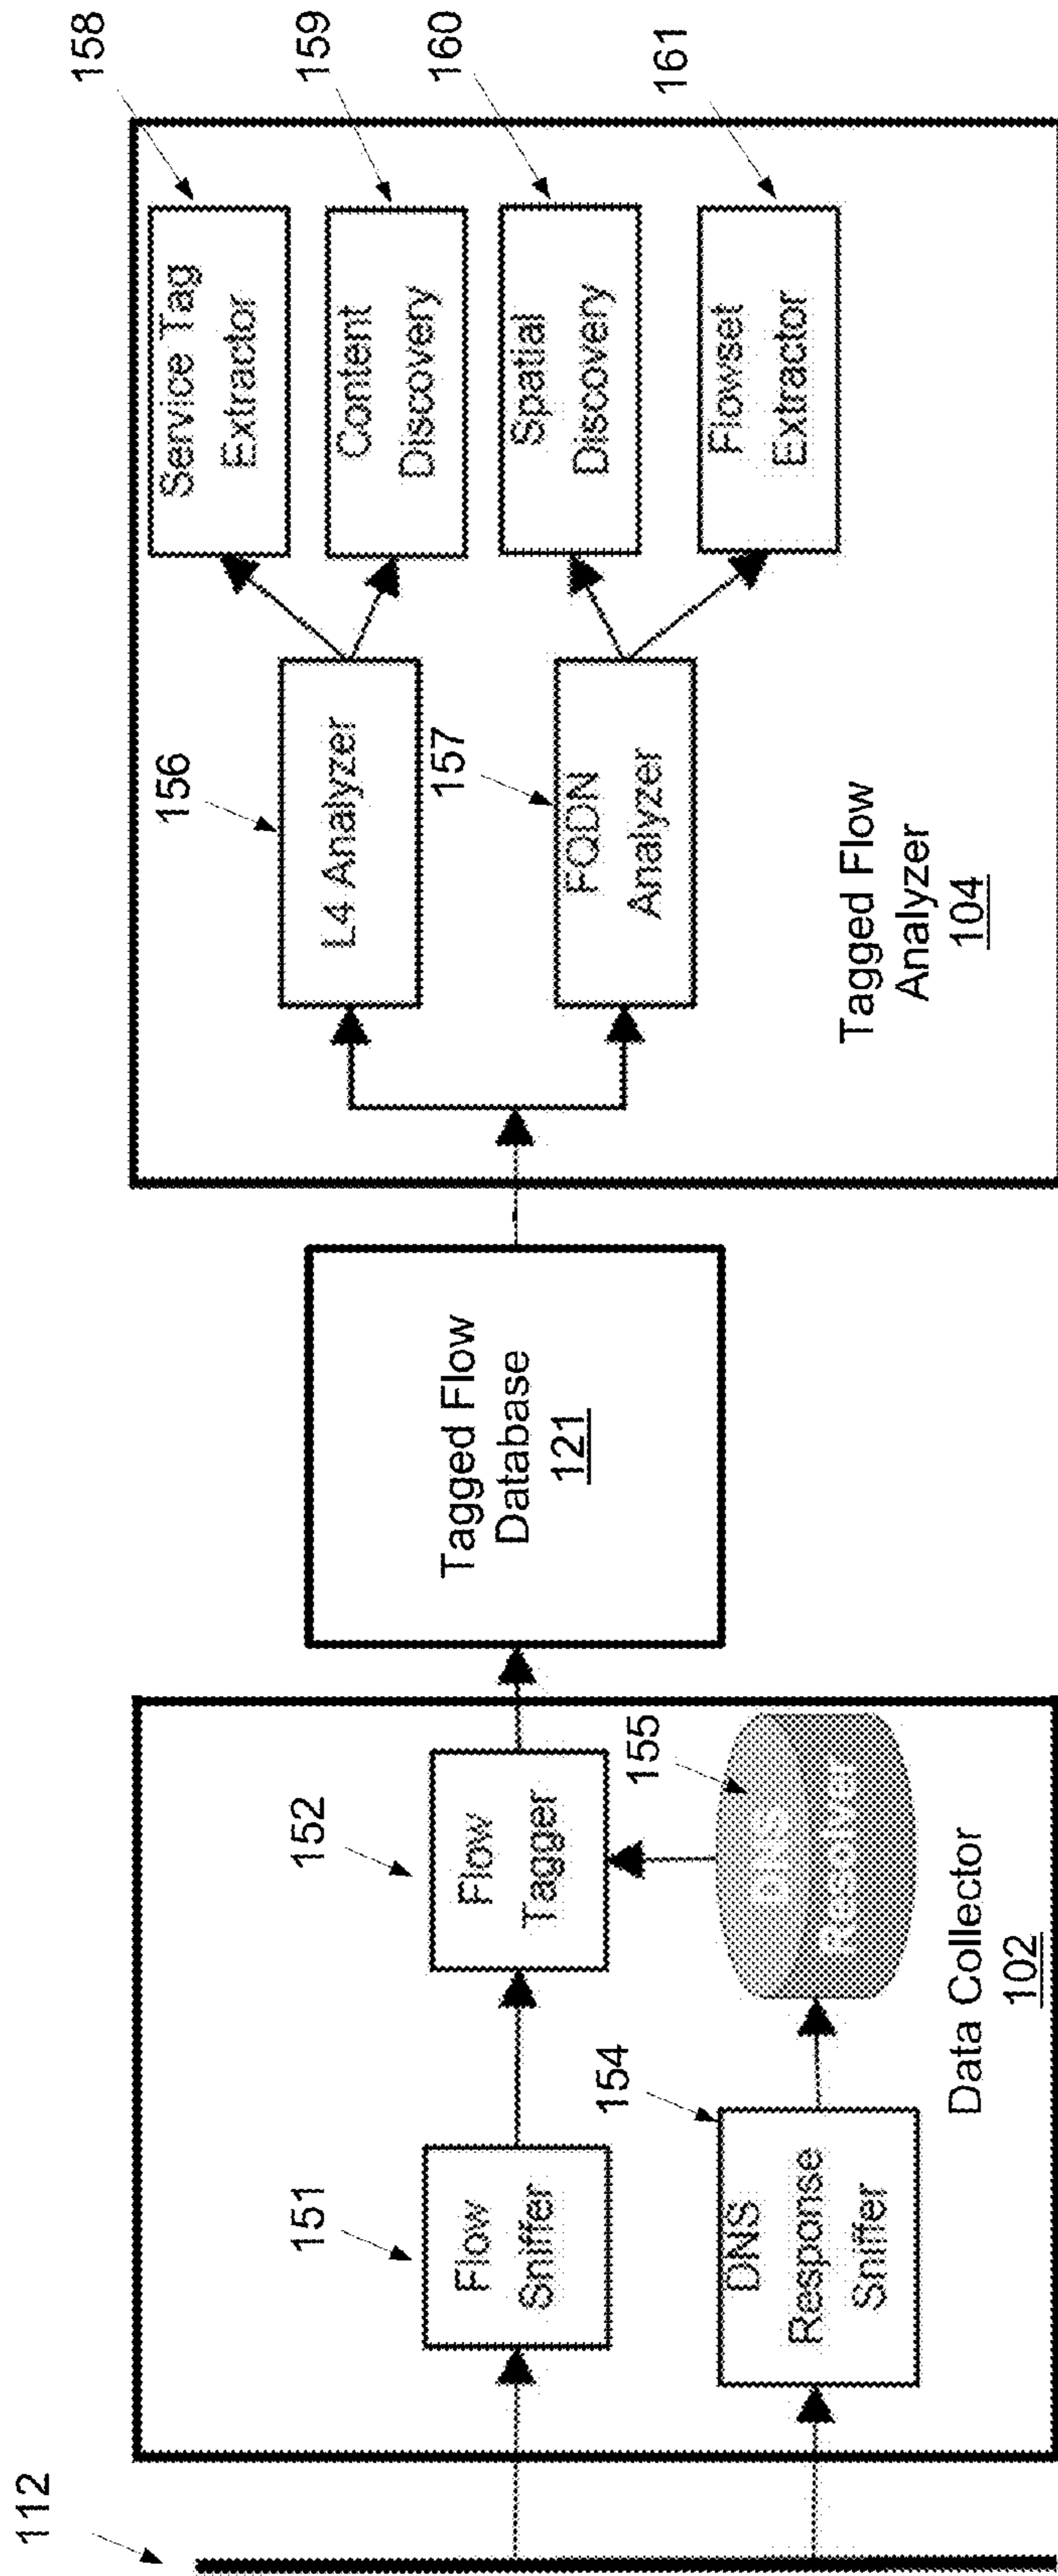 112
151
Flow
Sniffer
152
Flow
Tagger
154
DNS
Response
Sniffer
155
DNS
Resolver
Data Collector
102
Tagged Flow
Database
121
156
L4 Analyzer
157
FQDN
Analyzer
158
Service Tag
Extractor
159
Content
Discovery
160
Spatial
Discovery
161
Flowset
Extractor
Tagged Flow
Analyzer
104